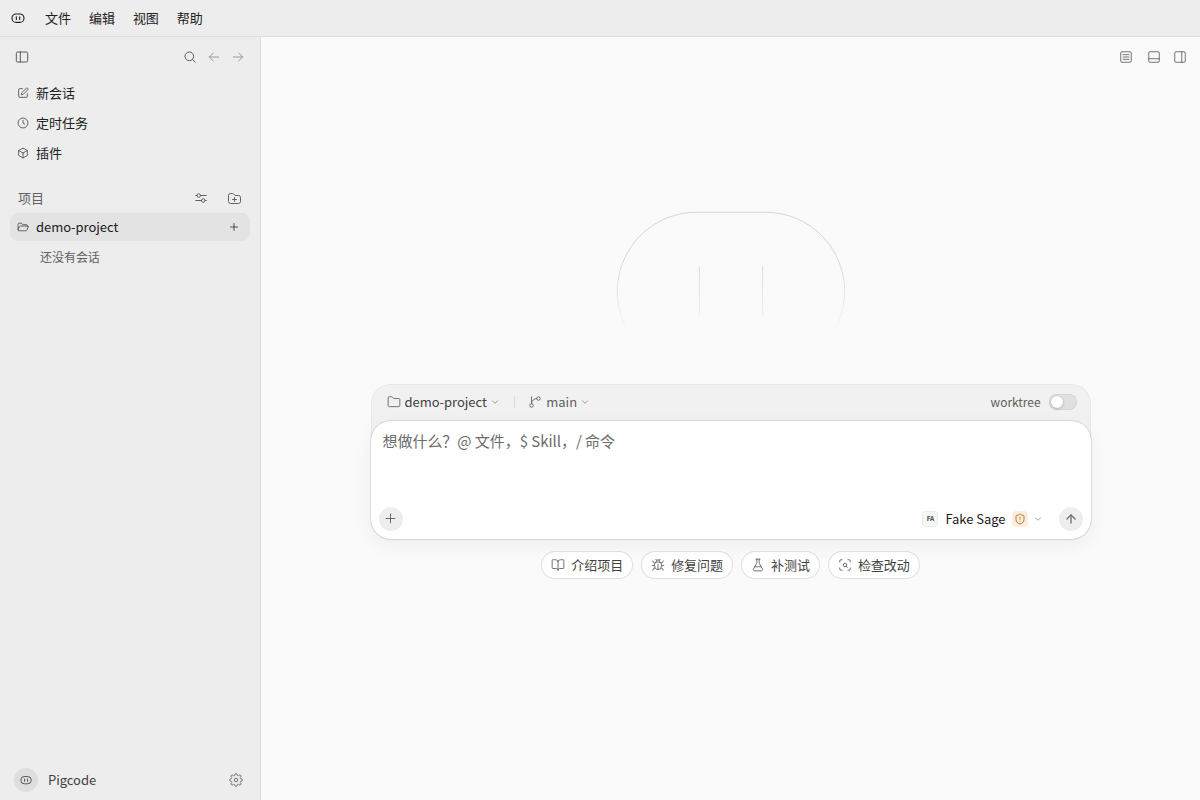 文件 编辑 视图 帮助
新会话
定时任务
插件
项目
demo-project
还没有会话
demo-project main worktree
想做什么？@ 文件，$ Skill，/ 命令
FA Fake Sage
介绍项目 修复问题 补测试 检查改动
Pigcode